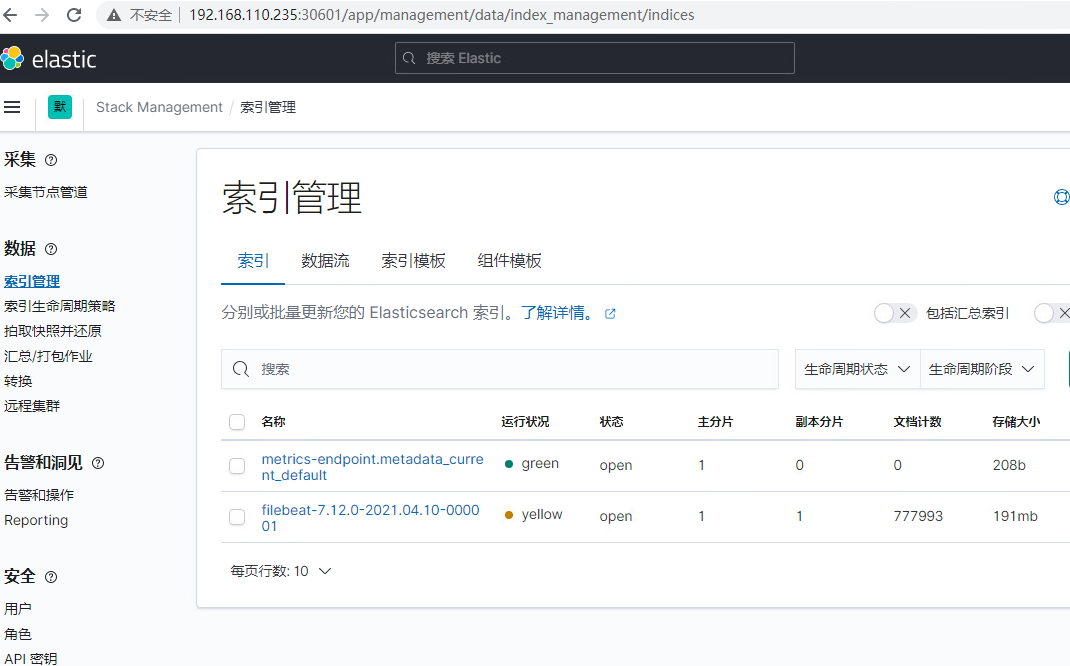 不安全 192.168.110.235:30601/app/management/data/index_management/indices
elastic
搜索 Elastic
默 Stack Management / 索引管理
采集
采集节点管道
数据
索引管理
索引生命周期策略
拍取快照并还原
汇总/打包作业
转换
远程集群
告警和洞见
告警和操作
Reporting
安全
用户
角色
API 密钥
索引管理
索引 数据流 索引模板 组件模板
分别或批量更新您的 Elasticsearch 索引。了解详情。 包括汇总索引
搜索 生命周期状态 生命周期阶段
名称 运行状况 状态 主分片 副本分片 文档计数 存储大小
metrics-endpoint.metadata_curre
nt_default green open 1 0 0 208b
filebeat-7.12.0-2021.04.10-0000
01 yellow open 1 1 777993 191mb
每页行数: 10